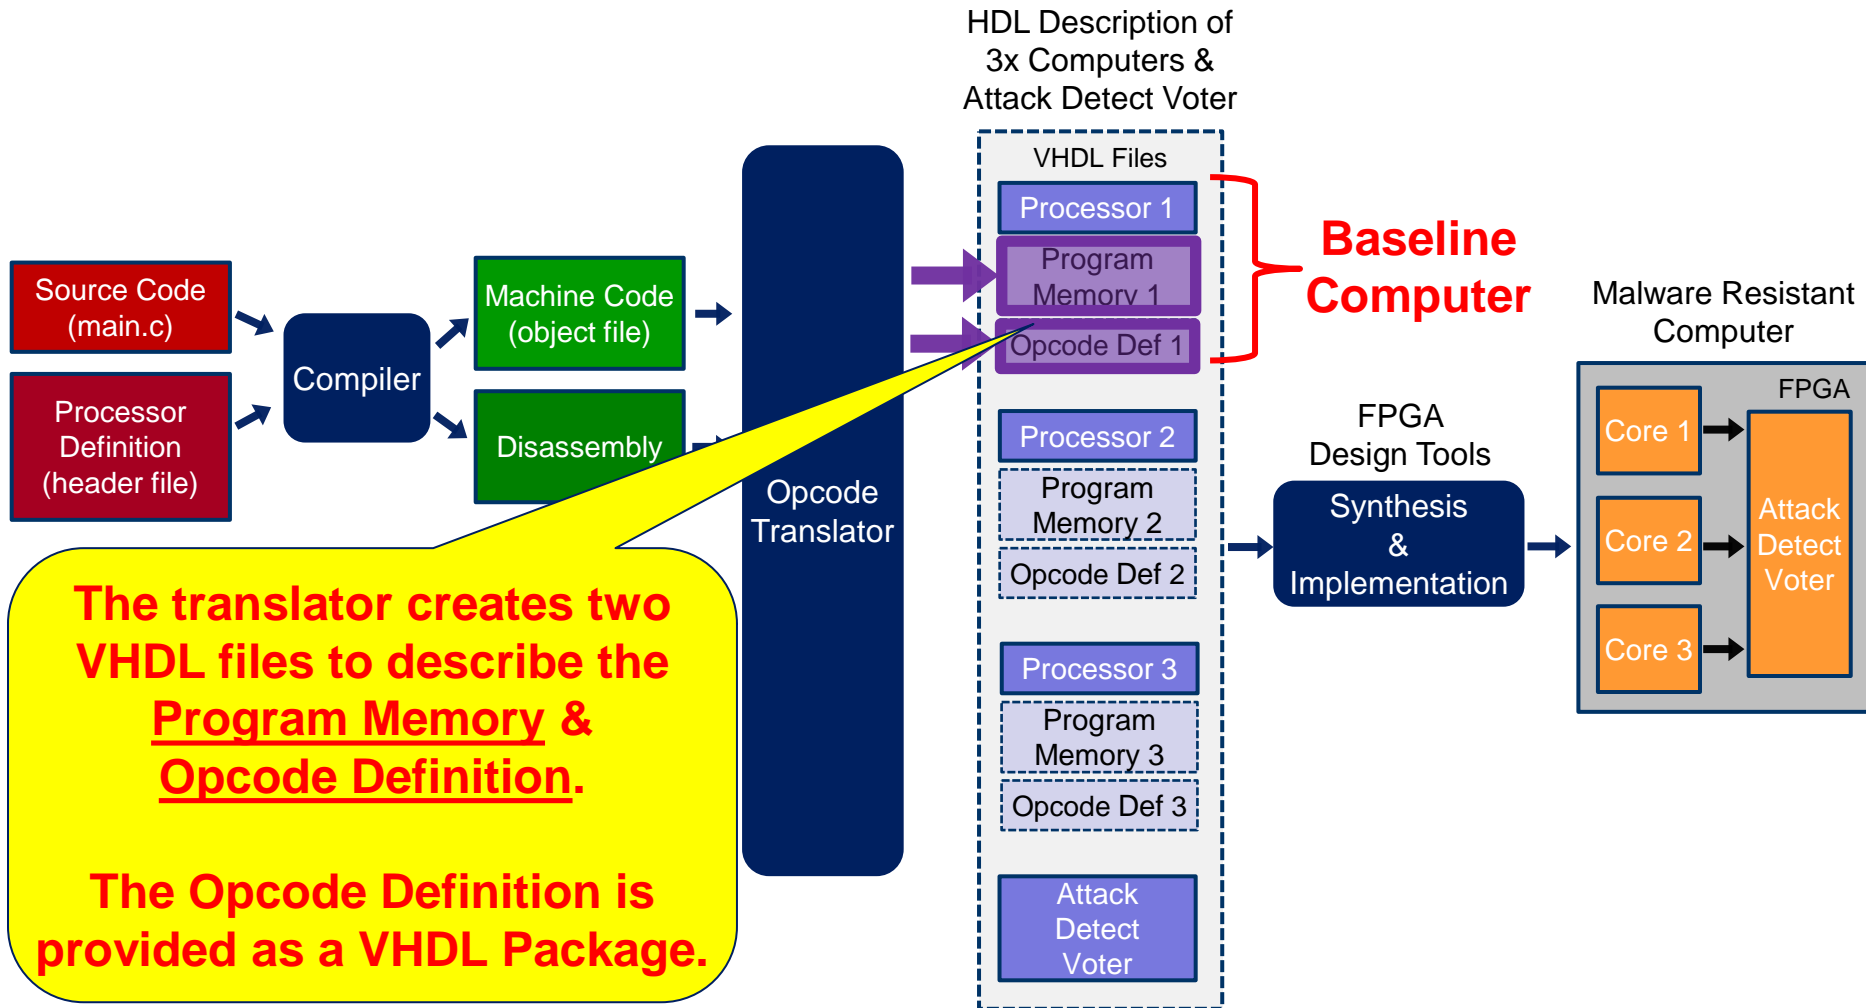 HDL Description of
3x Computers &
Attack Detect Voter
VHDL Files
Processor 1
Program
Memory 1
Opcode Def 1
Baseline
Computer
Source Code
(main.c)
Processor
Definition
(header file)
Compiler
Machine Code
(object file)
Disassembly
Opcode
Translator
Processor 2
Program
Memory 2
Opcode Def 2
Processor 3
Program
Memory 3
Opcode Def 3
Attack
Detect
Voter
FPGA
Design Tools
Synthesis
&
Implementation
Malware Resistant
Computer
FPGA
Core 1
Core 2
Core 3
Attack
Detect
Voter
The translator creates two
VHDL files to describe the
Program Memory &
Opcode Definition.
The Opcode Definition is
provided as a VHDL Package.